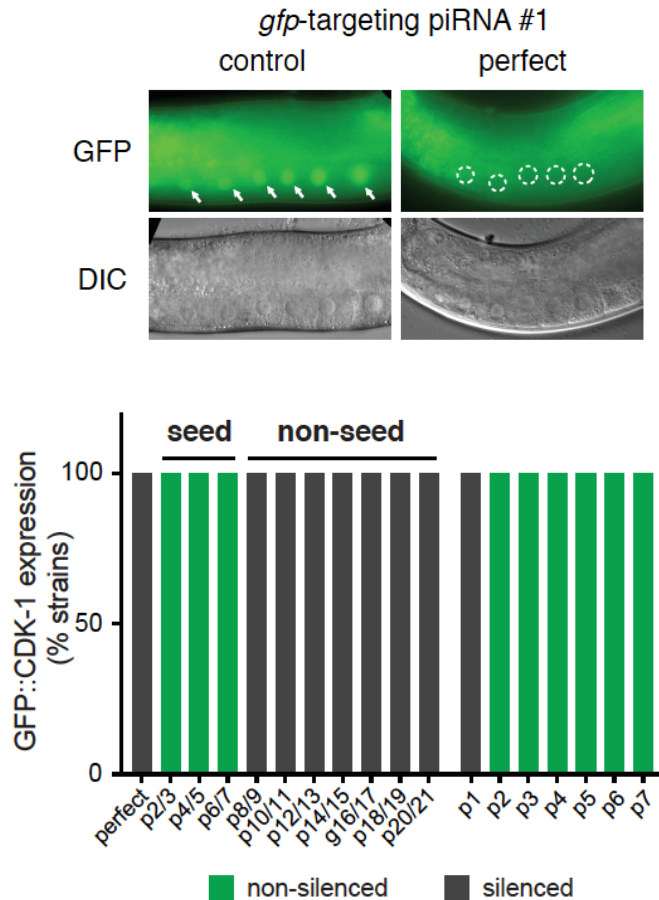 gfp-targeting piRNA #1
control perfect
GFP
DIC
seed non-seed
GFP::CDK-1 expression
(% strains)
100
50
0
perfect p2/3 p4/5 p6/7 p8/9 p10/11 p12/13 p14/15 g16/17 p18/19 p20/21 p1 p2 p3 p4 p5 p6 p7
non-silenced silenced